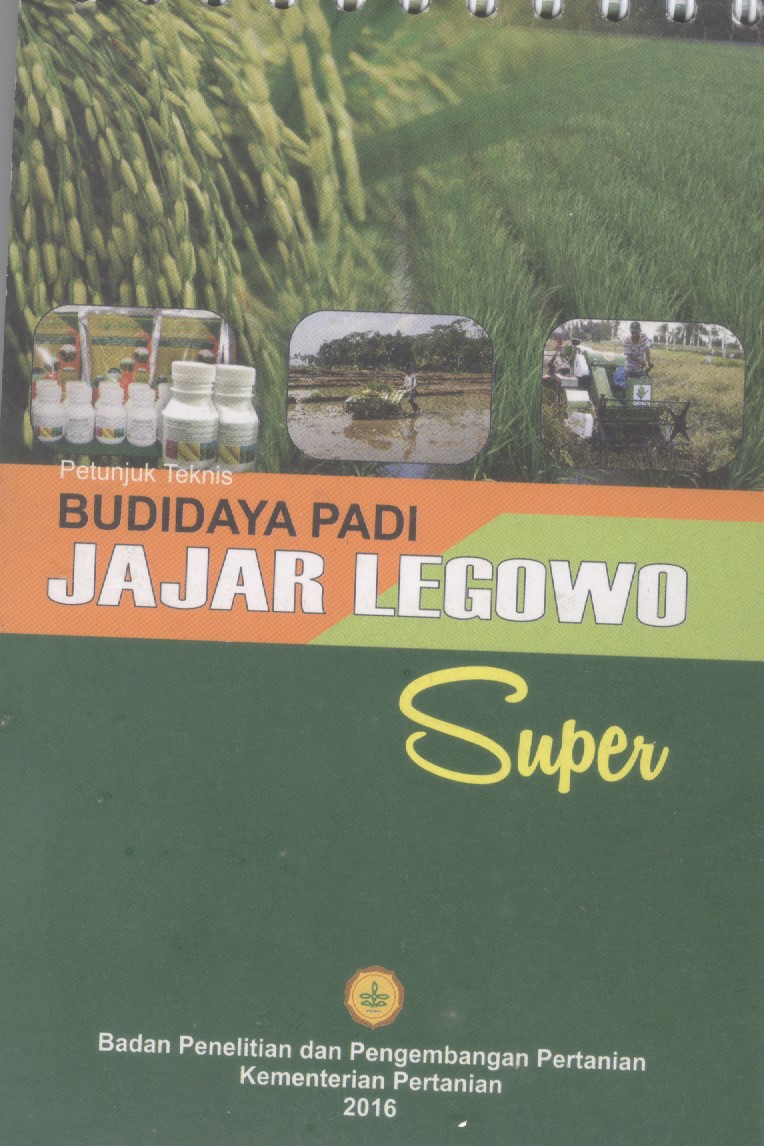 Petunjuk Teknis
BUDIDAYA PADI
JAJAR LEGOWO
Super
Badan Penelitian dan Pengembangan Pertanian
Kementerian Pertanian
2016